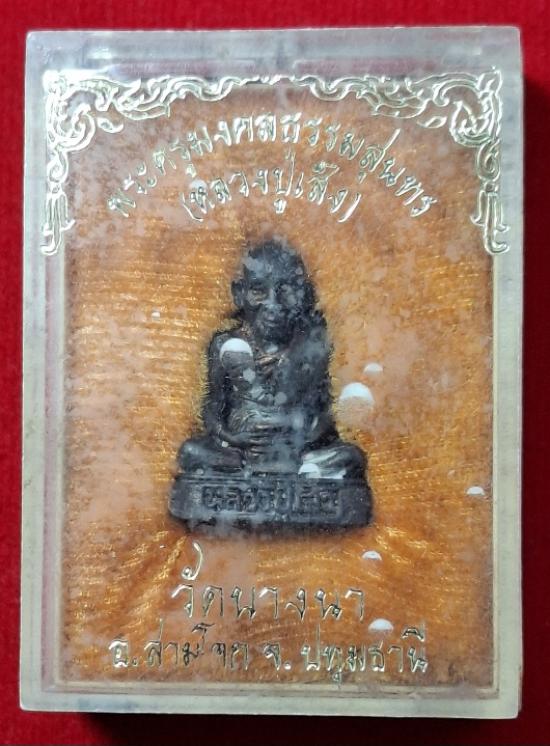 พระครูมงคลธรรมสุนทร
(หลวงปู่เส็ง)
หลวงปู่เส็ง
วัดบางนา
อ.สามโคก จ.ปทุมธานี